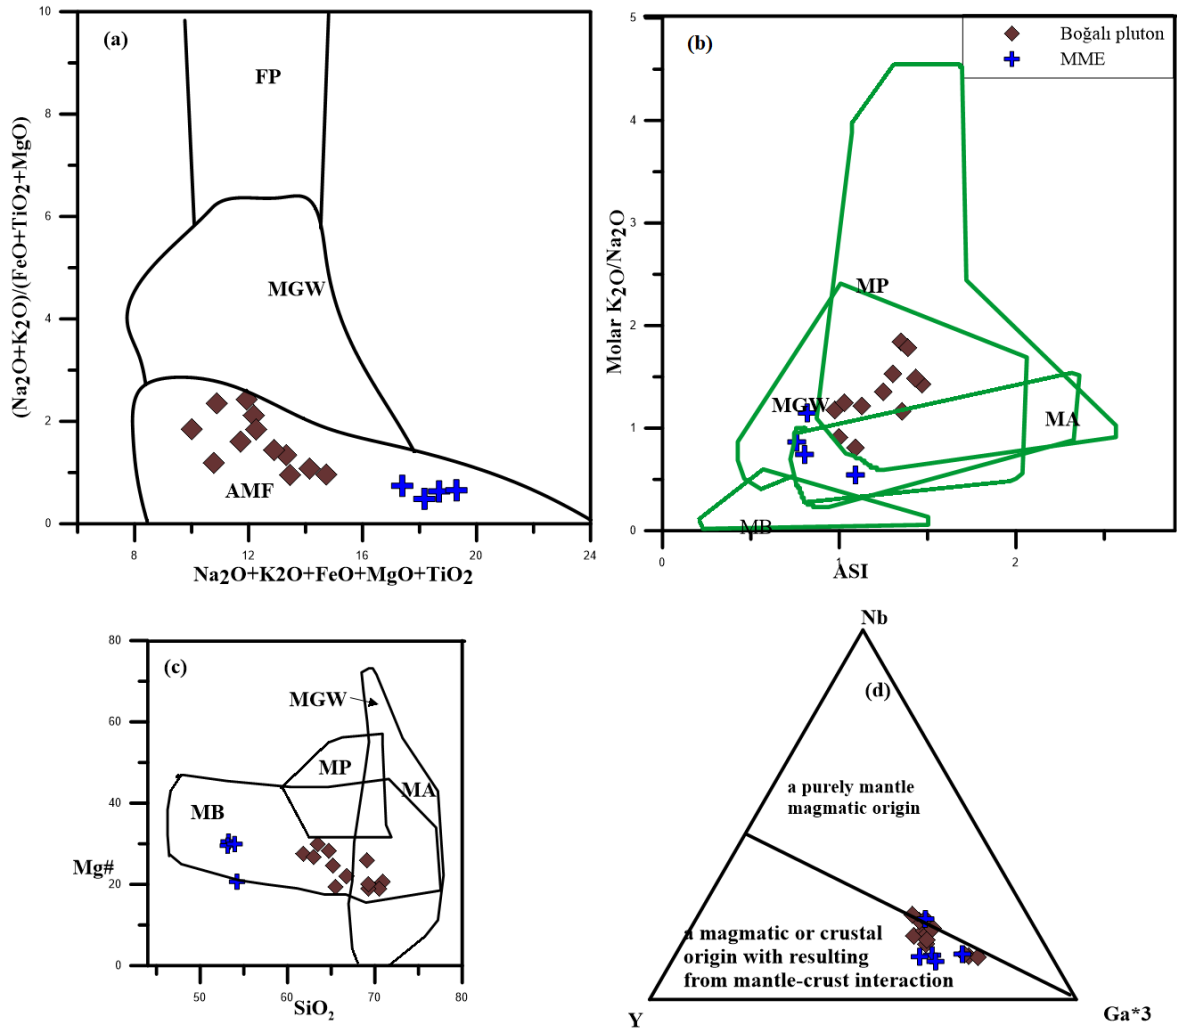 (a)
10
8
6
4
2
0
FP
MGW
AMF
(Na2O+K2O)/(FeO+TiO2+MgO)
8
12
16
20
24
Na2O+K2O+FeO+MgO+TiO2
(b)
Boğalı pluton
MME
5
4
3
2
1
0
MP
MGW
MA
MB
Molar K2O/Na2O
0
1
2
ASI
(c)
80
60
40
20
0
MGW
MP
MA
MB
Mg#
50
60
70
80
SiO2
Nb
(d)
a purely mantle
magmatic origin
a magmatic or crustal
origin with resulting
from mantle-crust interaction
Y
Ga*3